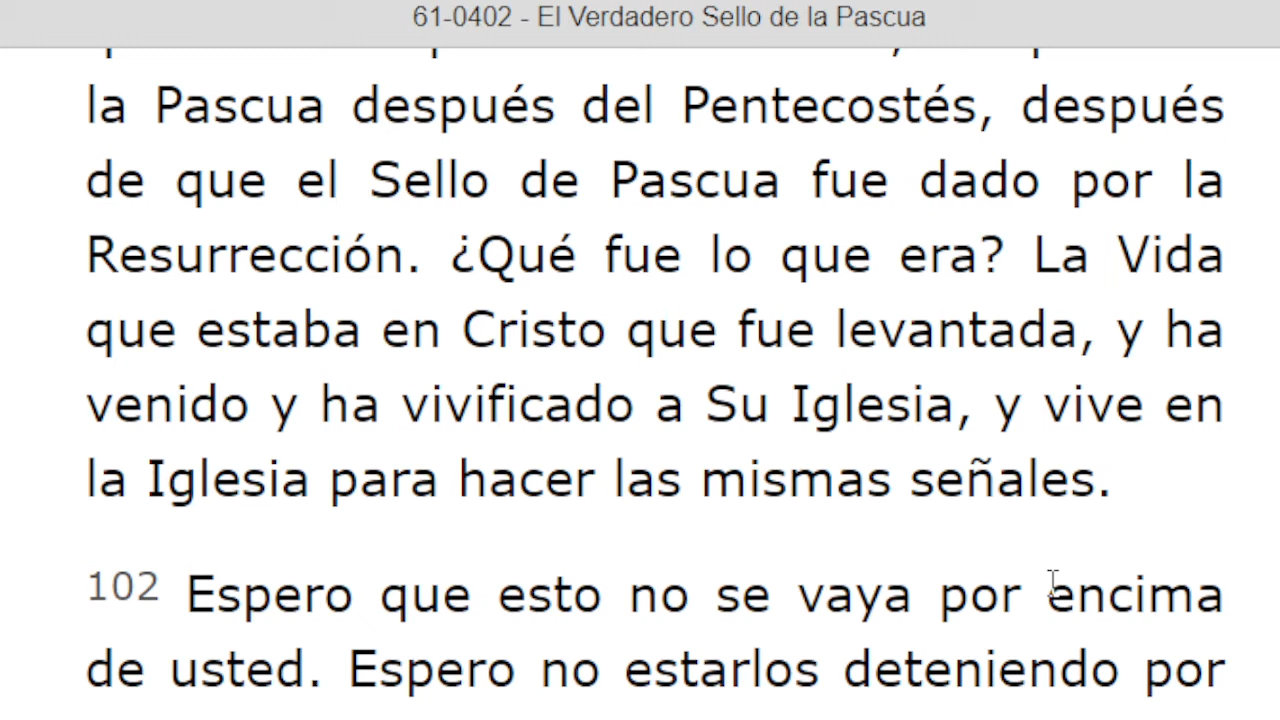 61-0402 - El Verdadero Sello de la Pascua
la Pascua después del Pentecostés, después
de que el Sello de Pascua fue dado por la
Resurrección. ¿Qué fue lo que era? La Vida
que estaba en Cristo que fue levantada, y ha
venido y ha vivificado a Su Iglesia, y vive en
la Iglesia para hacer las mismas señales.
102 Espero que esto no se vaya por encima
de usted. Espero no estarlos deteniendo por